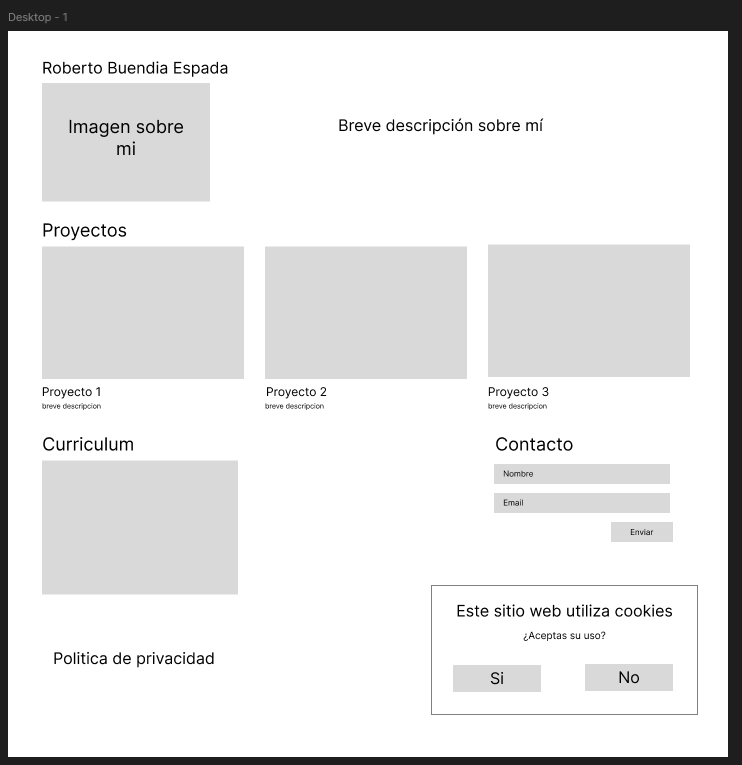 Desktop - 1
Roberto Buendia Espada
Imagen sobre
mi
Breve descripción sobre mí
Proyectos
Proyecto 1
breve descripcion
Proyecto 2
breve descripcion
Proyecto 3
breve descripcion
Curriculum
Contacto
Nombre
Email
Enviar
Este sitio web utiliza cookies
¿Aceptas su uso?
Si
No
Politica de privacidad